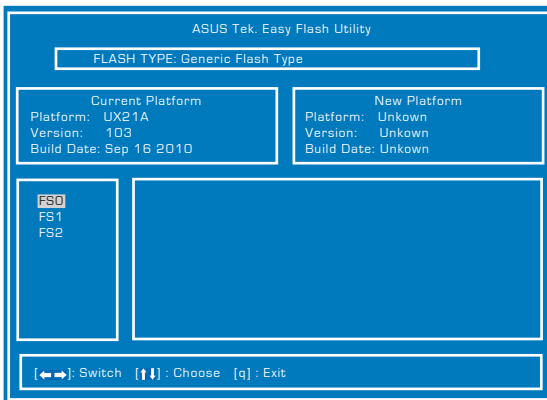 ASUS Tek. Easy Flash Utility
FLASH TYPE: Generic Flash Type
Current Platform
Platform: UX21A
Version: 103
Build Date: Sep 16 2010
New Platform
Platform: Unkown
Version: Unkown
Build Date: Unkown
FS0
FS1
FS2
[←→]: Switch [↑↓] : Choose [q] : Exit